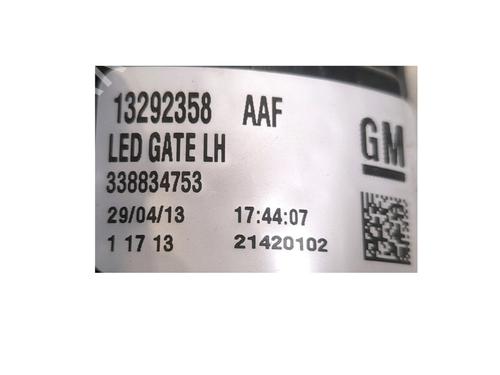 13292358 AAF
LED GATE LH
GM
338834753
29/04/13 17:44:07
1 17 13 21420102